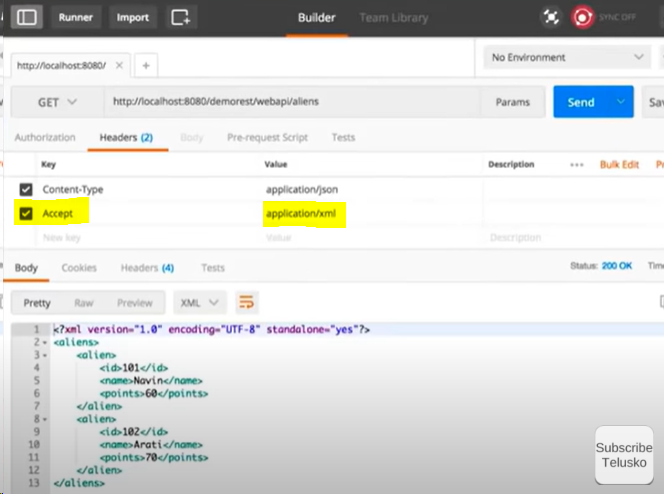 Runner Import Builder Team Library SYNC OFF
http://localhost:8080/ No Environment
GET http://localhost:8080/demorest/webapi/aliens Params Send
Authorization Headers (2) Body Pre-request Script Tests
Key Value Description Bulk Edit
Content-Type application/json
Accept application/xml
New key Value Description
Body Cookies Headers (4) Tests Status: 200 OK
Pretty Raw Preview XML
1 <?xml version="1.0" encoding="UTF-8" standalone="yes"?>
2 <aliens>
3 <alien>
4 <id>101</id>
5 <name>Navin</name>
6 <points>60</points>
7 </alien>
8 <alien>
9 <id>102</id>
10 <name>Arati</name>
11 <points>70</points>
12 </alien>
13 </aliens>
Subscribe
Telusko